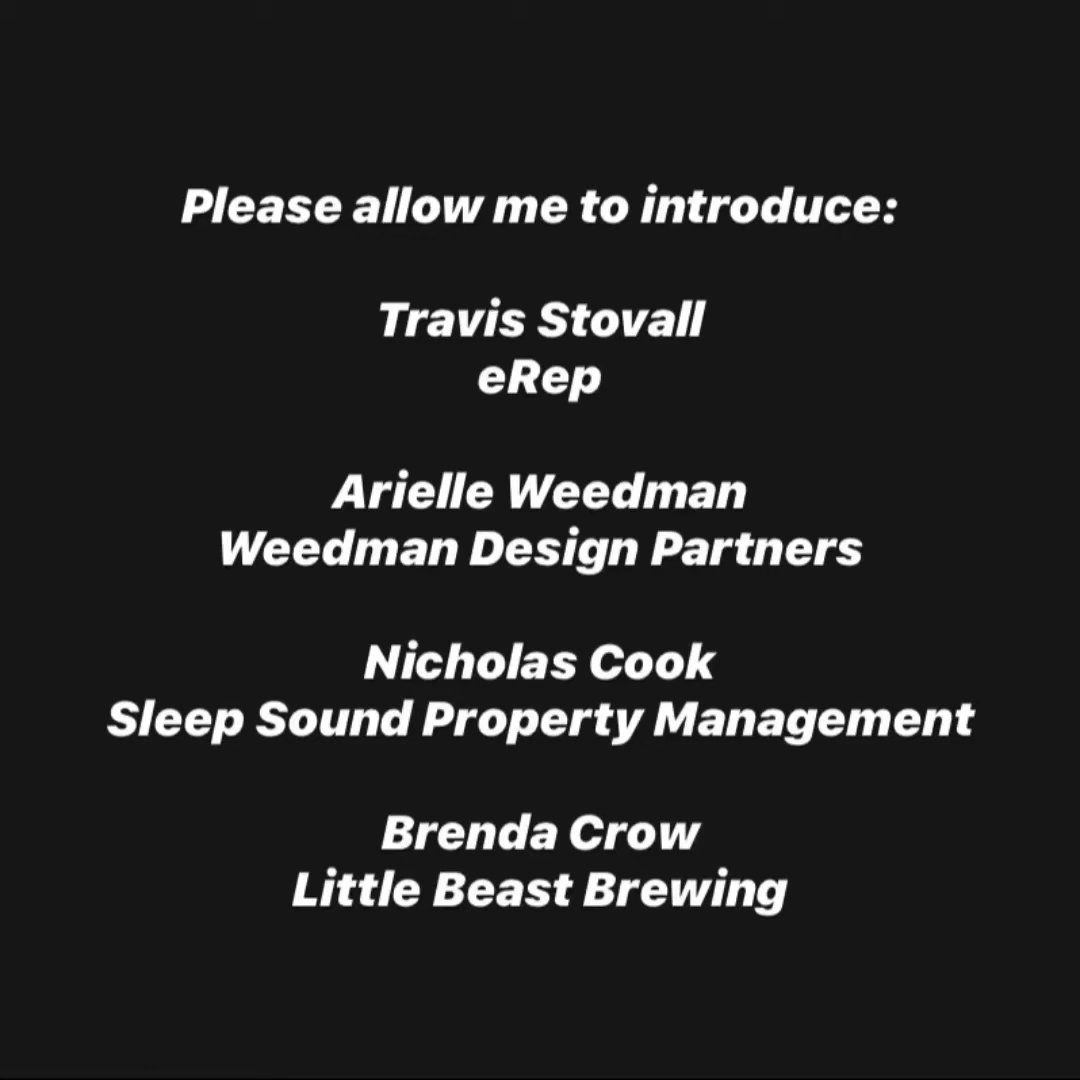 Please allow me to introduce:
Travis Stovall
eRep
Arielle Weedman
Weedman Design Partners
Nicholas Cook
Sleep Sound Property Management
Brenda Crow
Little Beast Brewing